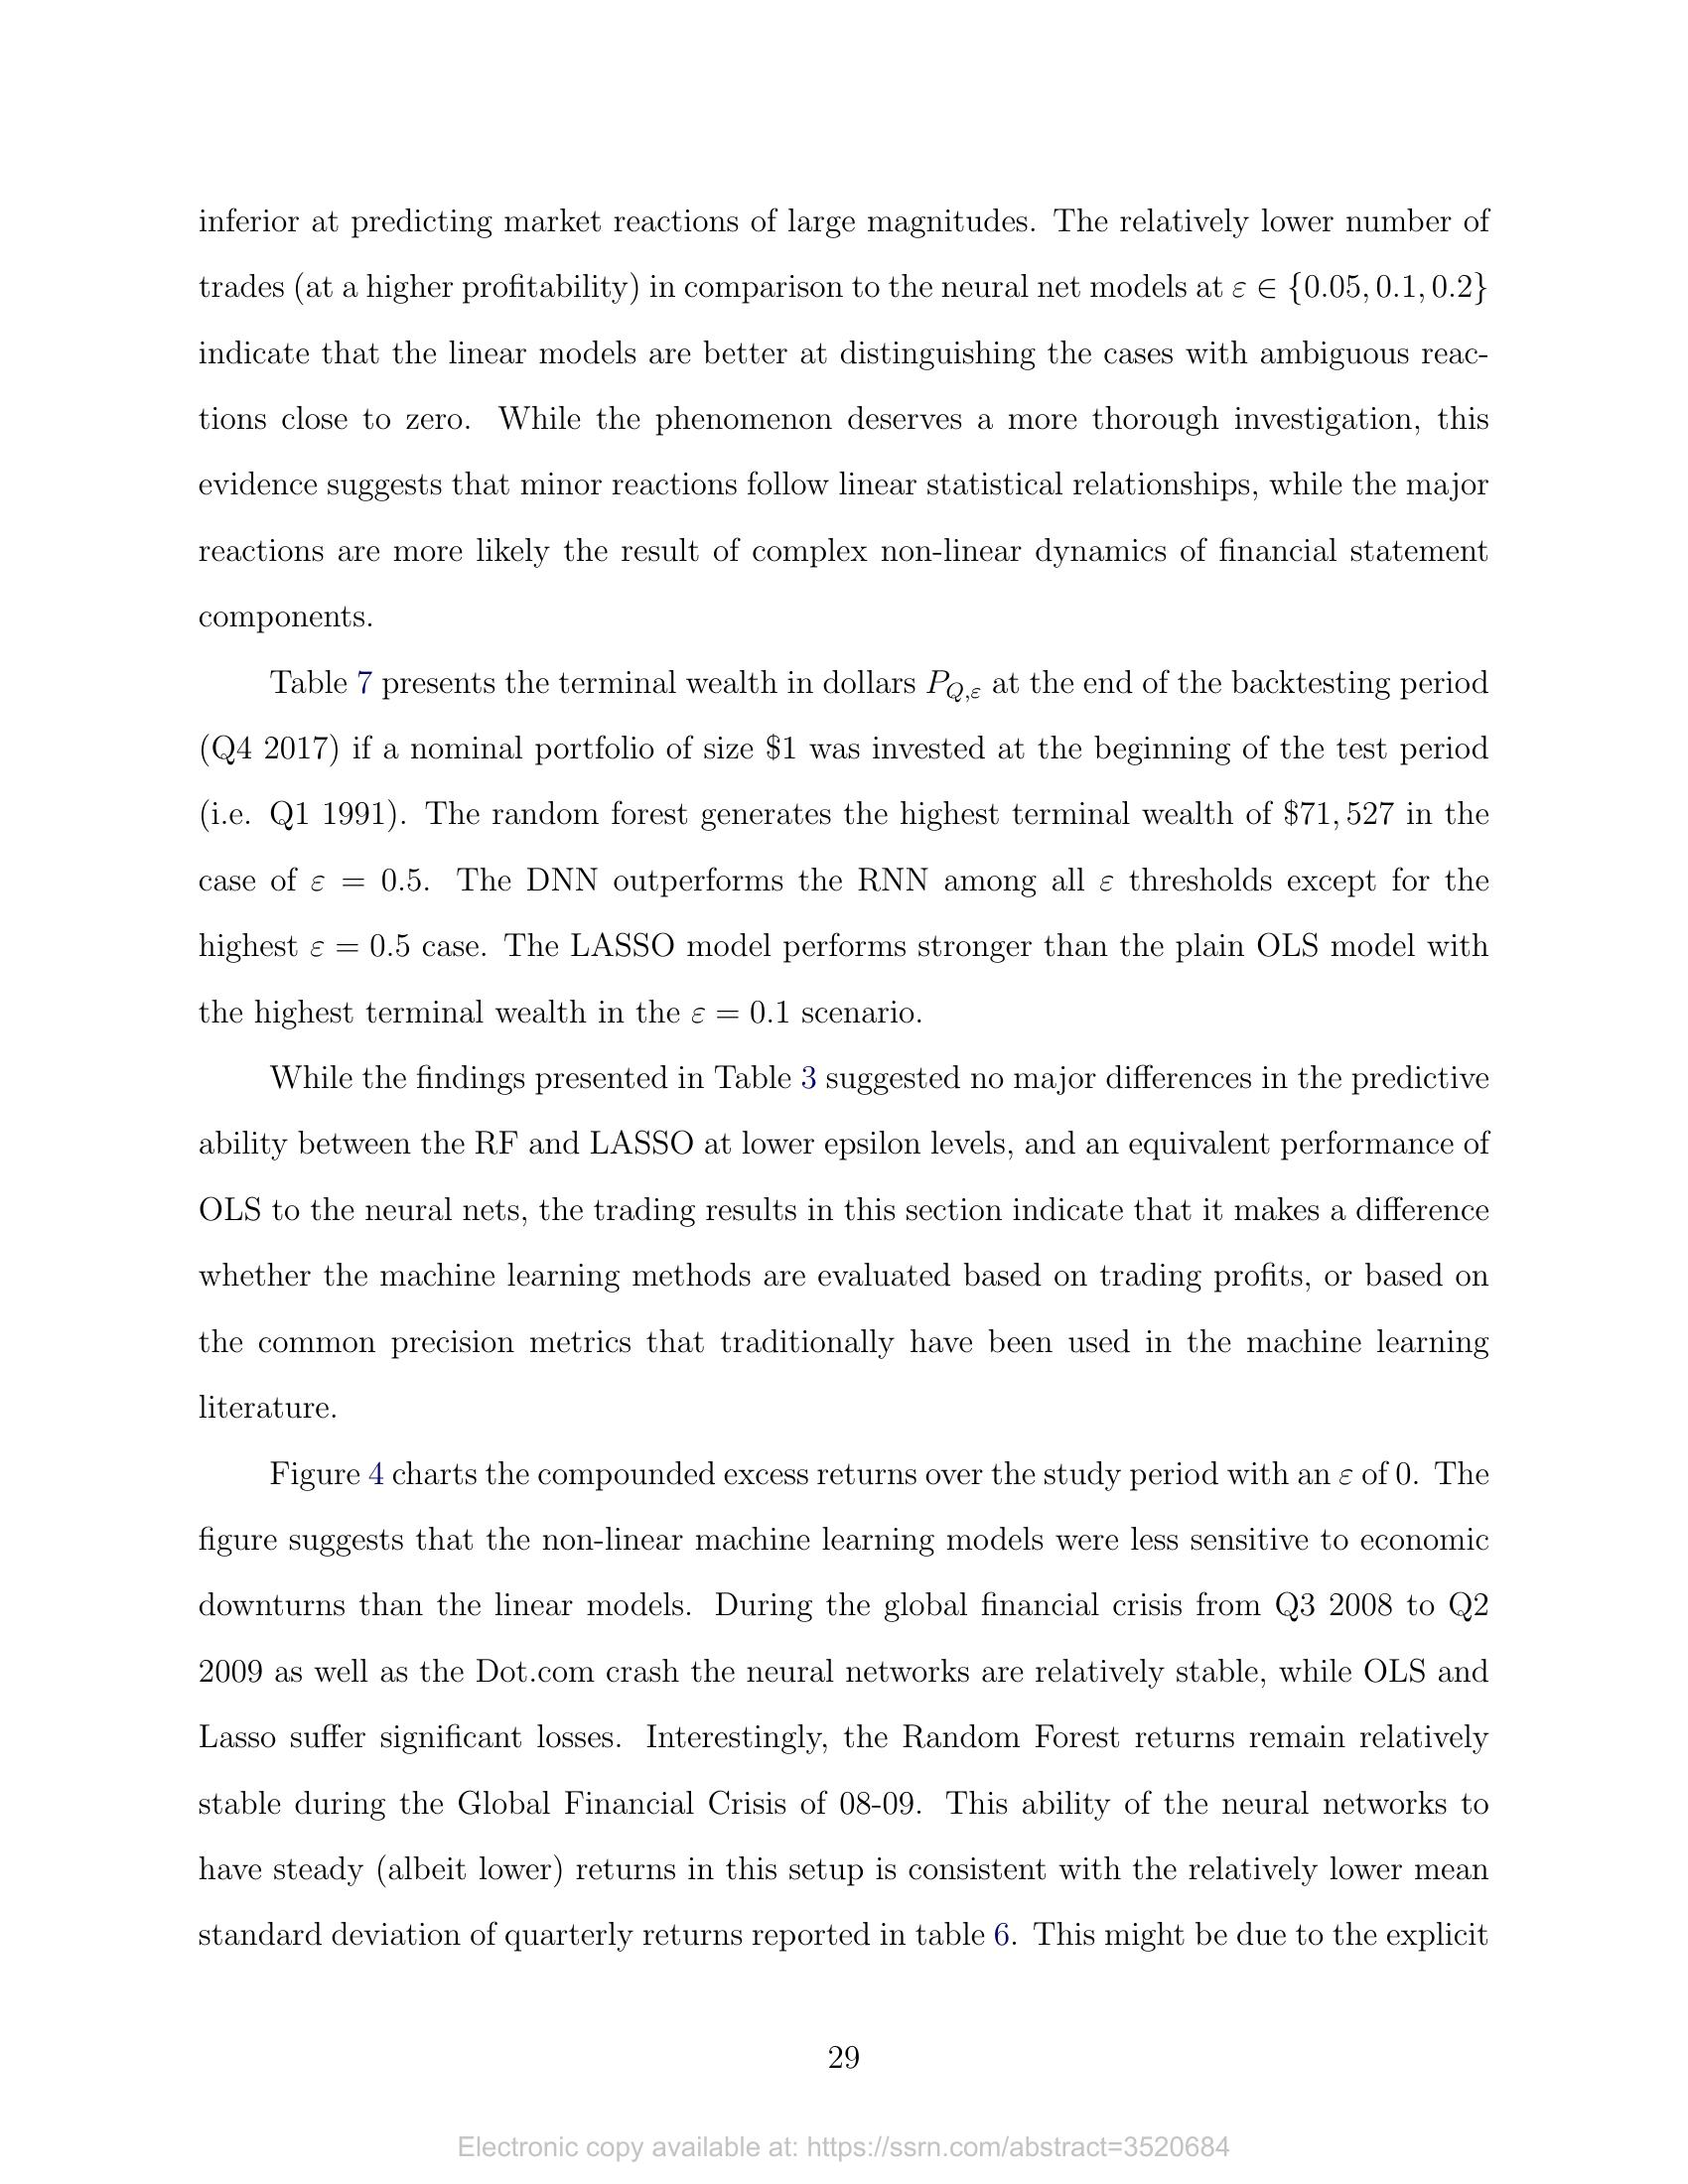 inferior at predicting market reactions of large magnitudes. The relatively lower number of
trades (at a higher profitability) in comparison to the neural net models at ε ∈ {0.05, 0.1, 0.2}
indicate that the linear models are better at distinguishing the cases with ambiguous reac-
tions close to zero. While the phenomenon deserves a more thorough investigation, this
evidence suggests that minor reactions follow linear statistical relationships, while the major
reactions are more likely the result of complex non-linear dynamics of financial statement
components.
Table 7 presents the terminal wealth in dollars P_{Q,ε} at the end of the backtesting period
(Q4 2017) if a nominal portfolio of size $1 was invested at the beginning of the test period
(i.e. Q1 1991). The random forest generates the highest terminal wealth of $71, 527 in the
case of ε = 0.5. The DNN outperforms the RNN among all ε thresholds except for the
highest ε = 0.5 case. The LASSO model performs stronger than the plain OLS model with
the highest terminal wealth in the ε = 0.1 scenario.
While the findings presented in Table 3 suggested no major differences in the predictive
ability between the RF and LASSO at lower epsilon levels, and an equivalent performance of
OLS to the neural nets, the trading results in this section indicate that it makes a difference
whether the machine learning methods are evaluated based on trading profits, or based on
the common precision metrics that traditionally have been used in the machine learning
literature.
Figure 4 charts the compounded excess returns over the study period with an ε of 0. The
figure suggests that the non-linear machine learning models were less sensitive to economic
downturns than the linear models. During the global financial crisis from Q3 2008 to Q2
2009 as well as the Dot.com crash the neural networks are relatively stable, while OLS and
Lasso suffer significant losses. Interestingly, the Random Forest returns remain relatively
stable during the Global Financial Crisis of 08-09. This ability of the neural networks to
have steady (albeit lower) returns in this setup is consistent with the relatively lower mean
standard deviation of quarterly returns reported in table 6. This might be due to the explicit
29
Electronic copy available at: https://ssrn.com/abstract=3520684